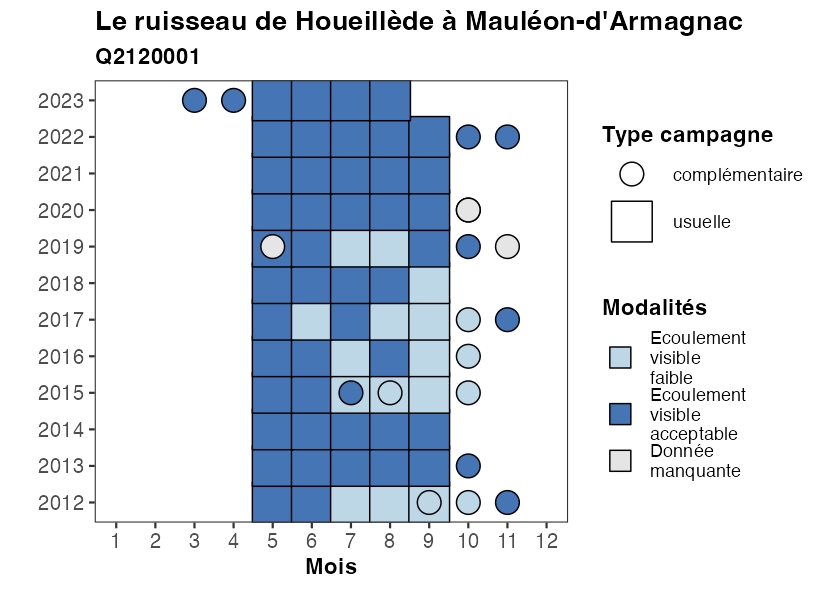 Le ruisseau de Houeillède à Mauléon-d'Armagnac
Q2120001
2023
2022
2021
2020
2019
2018
2017
2016
2015
2014
2013
2012
1 2 3 4 5 6 7 8 9 10 11 12
Mois
Type campagne
complémentaire
usuelle
Modalités
Ecoulement
visible
faible
Ecoulement
visible
acceptable
Donnée
manquante